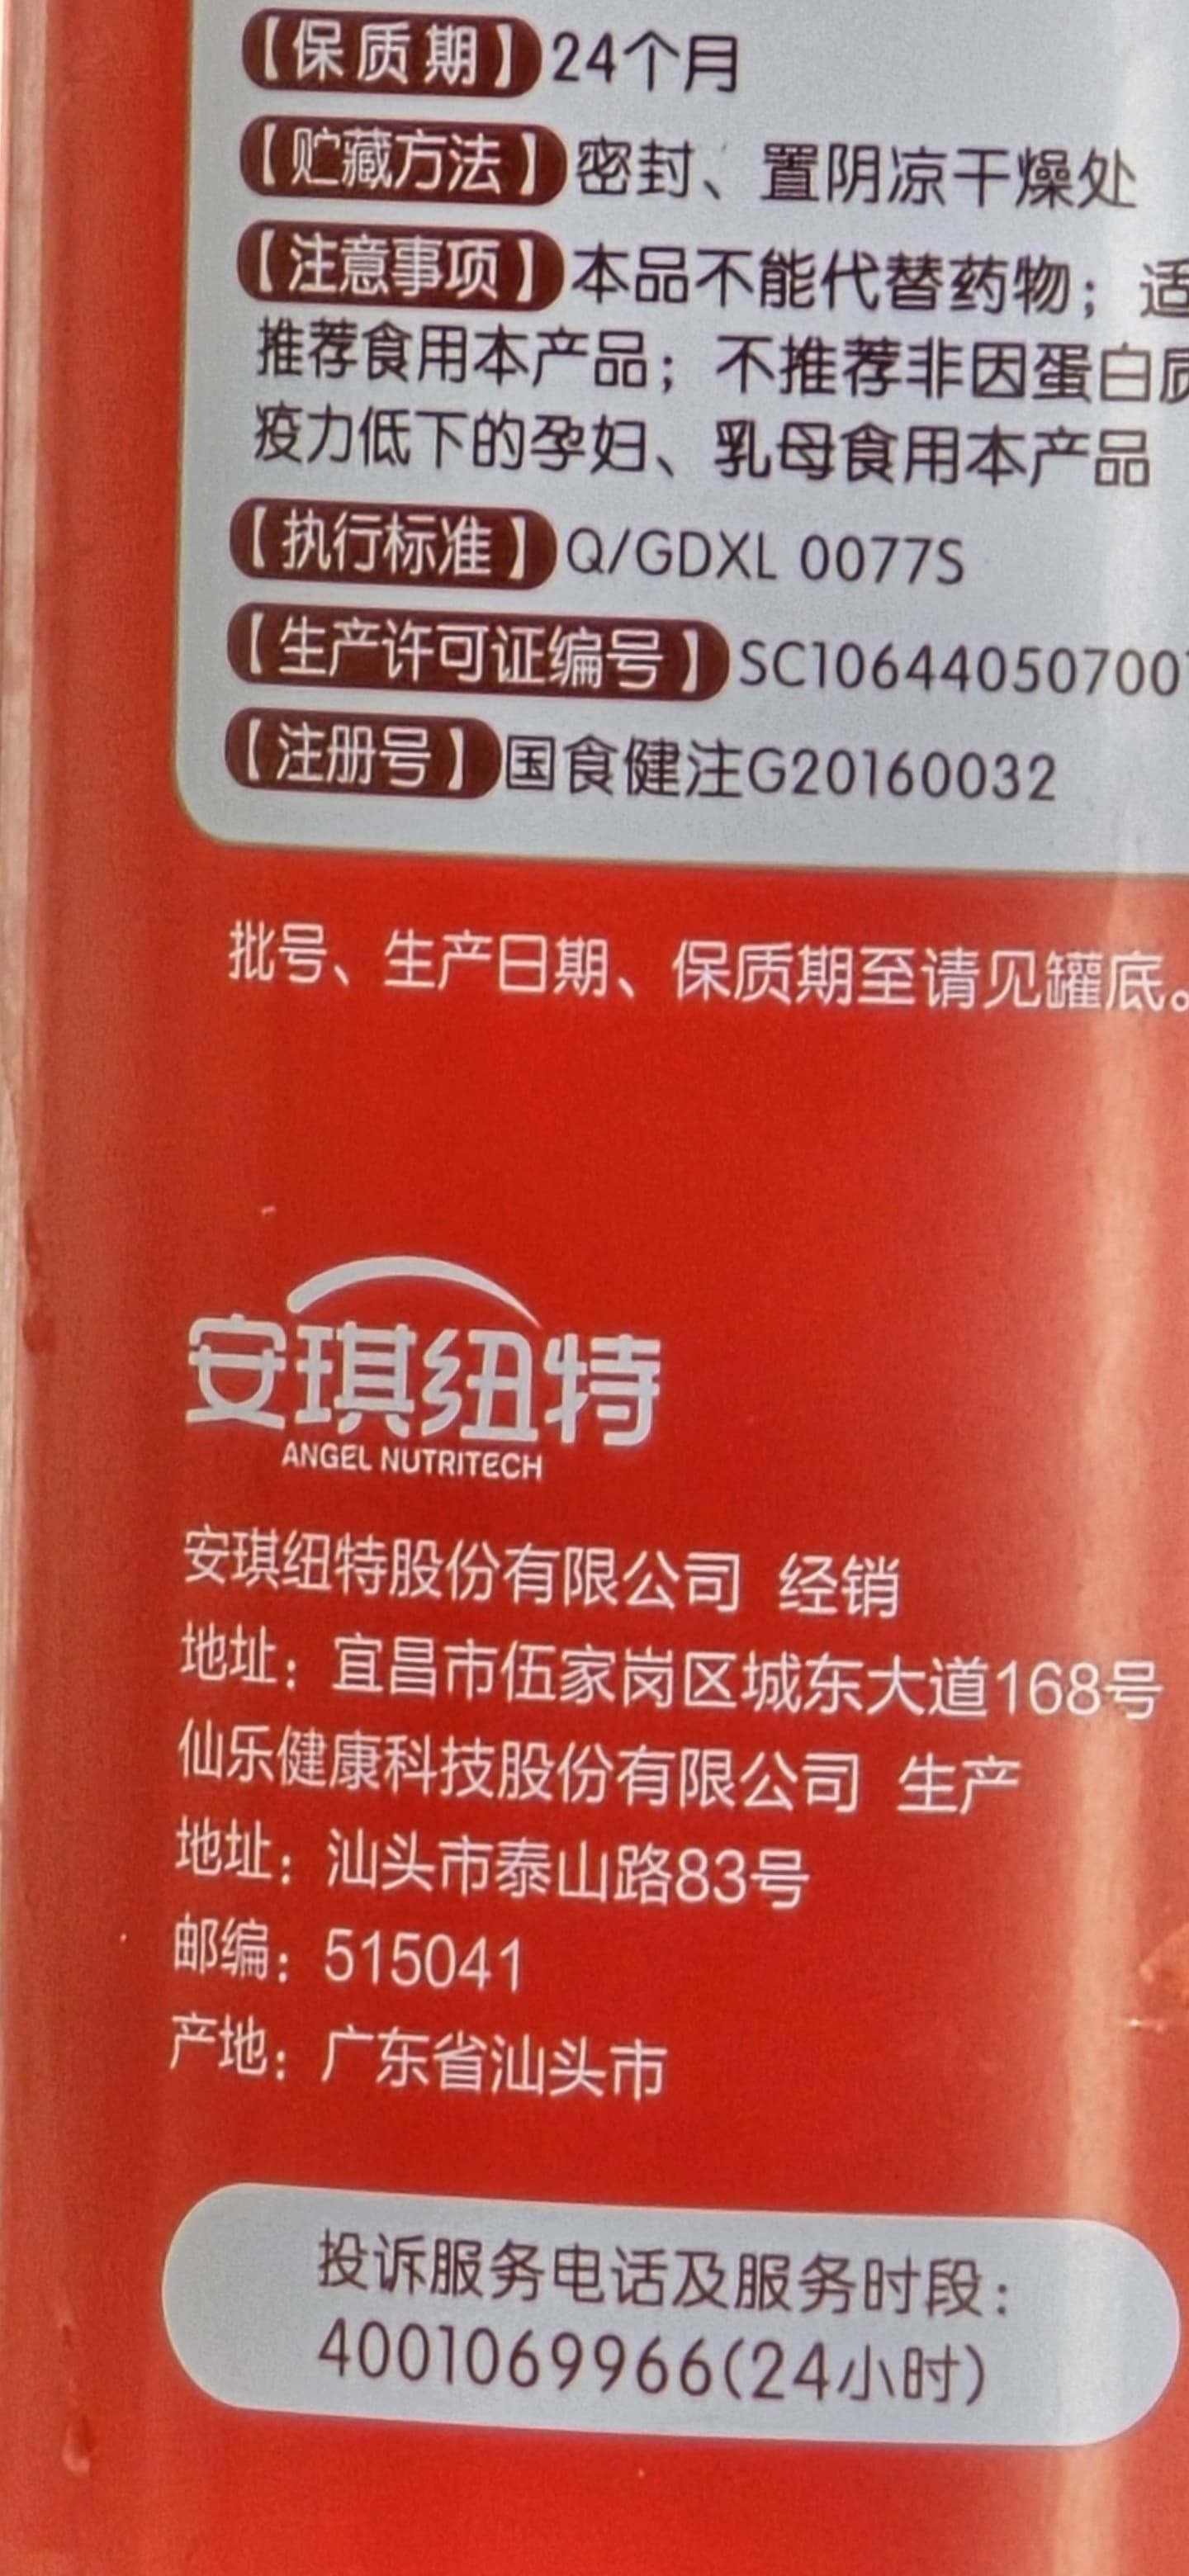 【保质期】24个月
【贮藏方法】密封、置阴凉干燥处
【注意事项】本品不能代替药物；适
推荐食用本产品；不推荐非因蛋白质
疫力低下的孕妇、乳母食用本产品
【执行标准】Q/GDXL 0077S
【生产许可证编号】SC106440507001
【注册号】国食健注G20160032
批号、生产日期、保质期至请见罐底。
安琪纽特
ANGEL NUTRITECH
安琪纽特股份有限公司 经销
地址：宜昌市伍家岗区城东大道168号
仙乐健康科技股份有限公司 生产
地址：汕头市泰山路83号
邮编：515041
产地：广东省汕头市
投诉服务电话及服务时段：
4001069966(24小时)